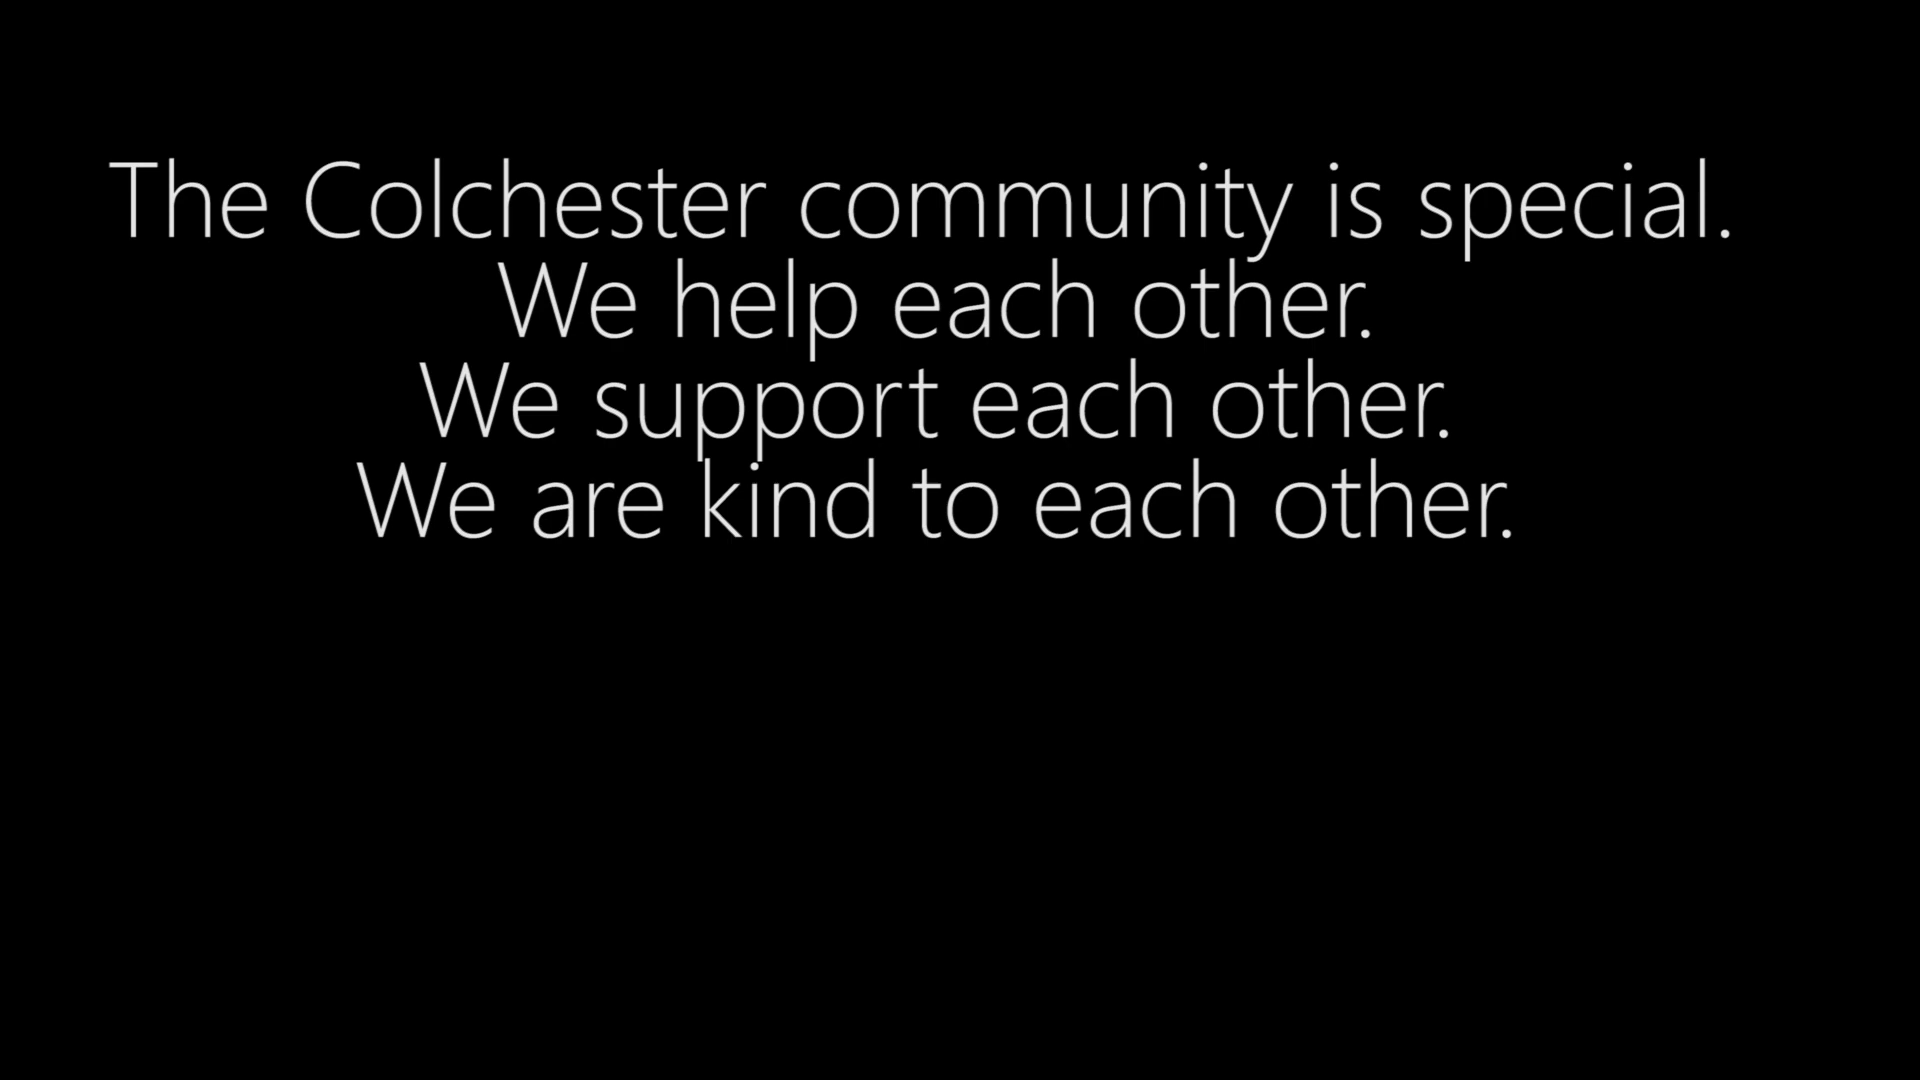 The Colchester community is special.
We help each other.
We support each other.
We are kind to each other.